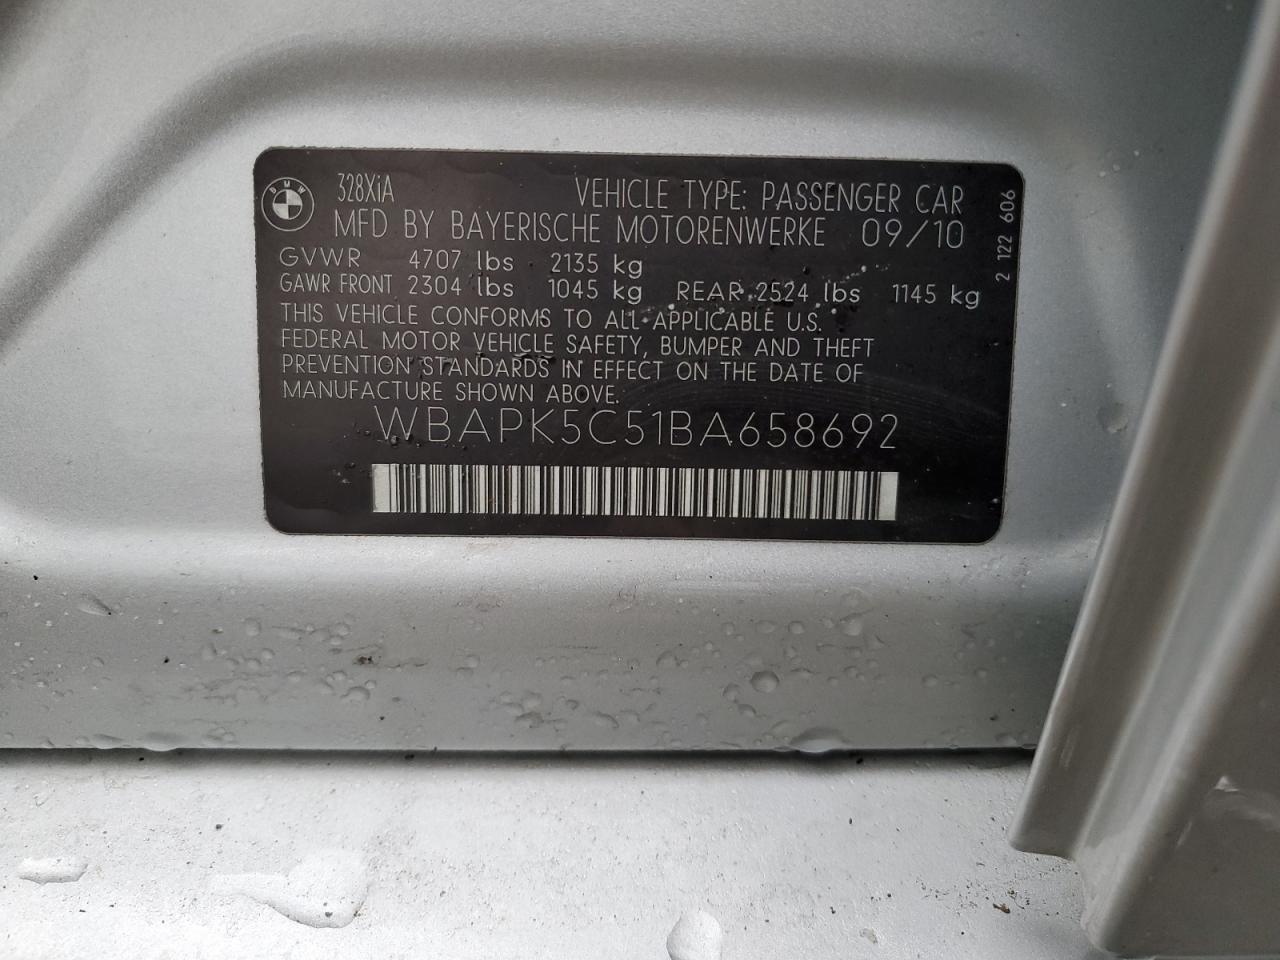 BMW
328XiA VEHICLE TYPE: PASSENGER CAR
MFD BY BAYERISCHE MOTORENWERKE 09/10
GVWR 4707 lbs 2135 kg
GAWR FRONT 2304 lbs 1045 kg REAR 2524 lbs 1145 kg
THIS VEHICLE CONFORMS TO ALL APPLICABLE U.S.
FEDERAL MOTOR VEHICLE SAFETY, BUMPER AND THEFT
PREVENTION STANDARDS IN EFFECT ON THE DATE OF
MANUFACTURE SHOWN ABOVE.
WBAPK5C51BA658692
2 122 606